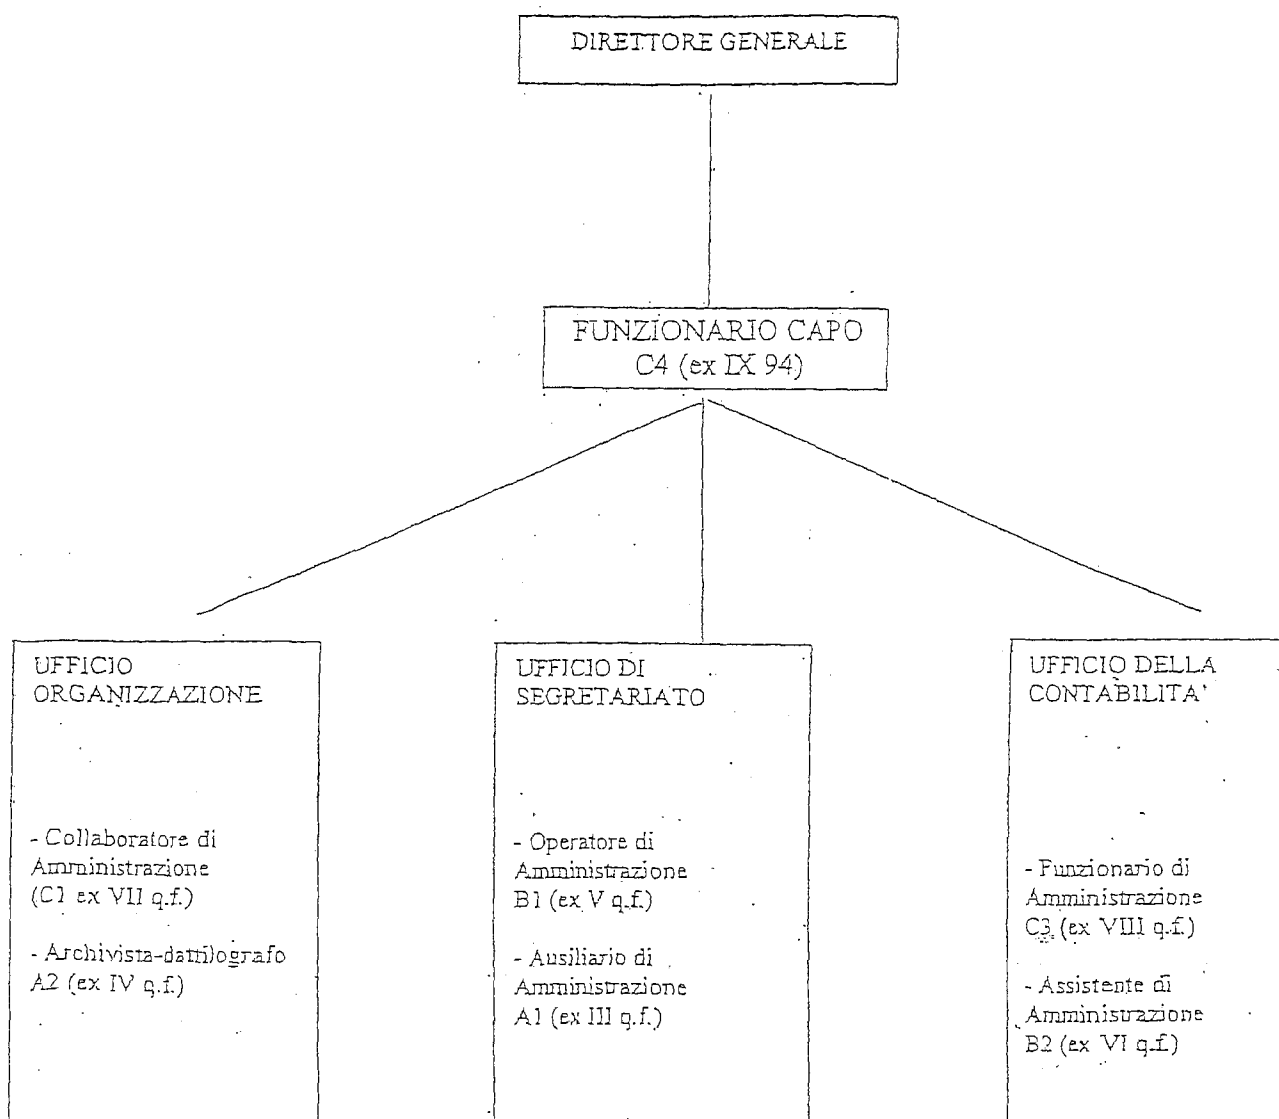 DIRETTORE GENERALE
FUNZIONARIO CAPO
C4 (ex IX 94)
UFFICIO
ORGANIZZAZIONE
- Collaboratore di
Amministrazione
(C1 ex VII q.f.)
- Archivista-dattilografo
A2 (ex IV q.f.)
UFFICIO DI
SEGRETARIATO
- Operatore di
Amministrazione
B1 (ex V q.f.)
- Ausiliario di
Amministrazione
A1 (ex III q.f.)
UFFICIO DELLA
CONTABILITA'
- Funzionario di
Amministrazione
C3 (ex VIII q.f.)
- Assistente di
Amministrazione
B2 (ex VI q.f.)